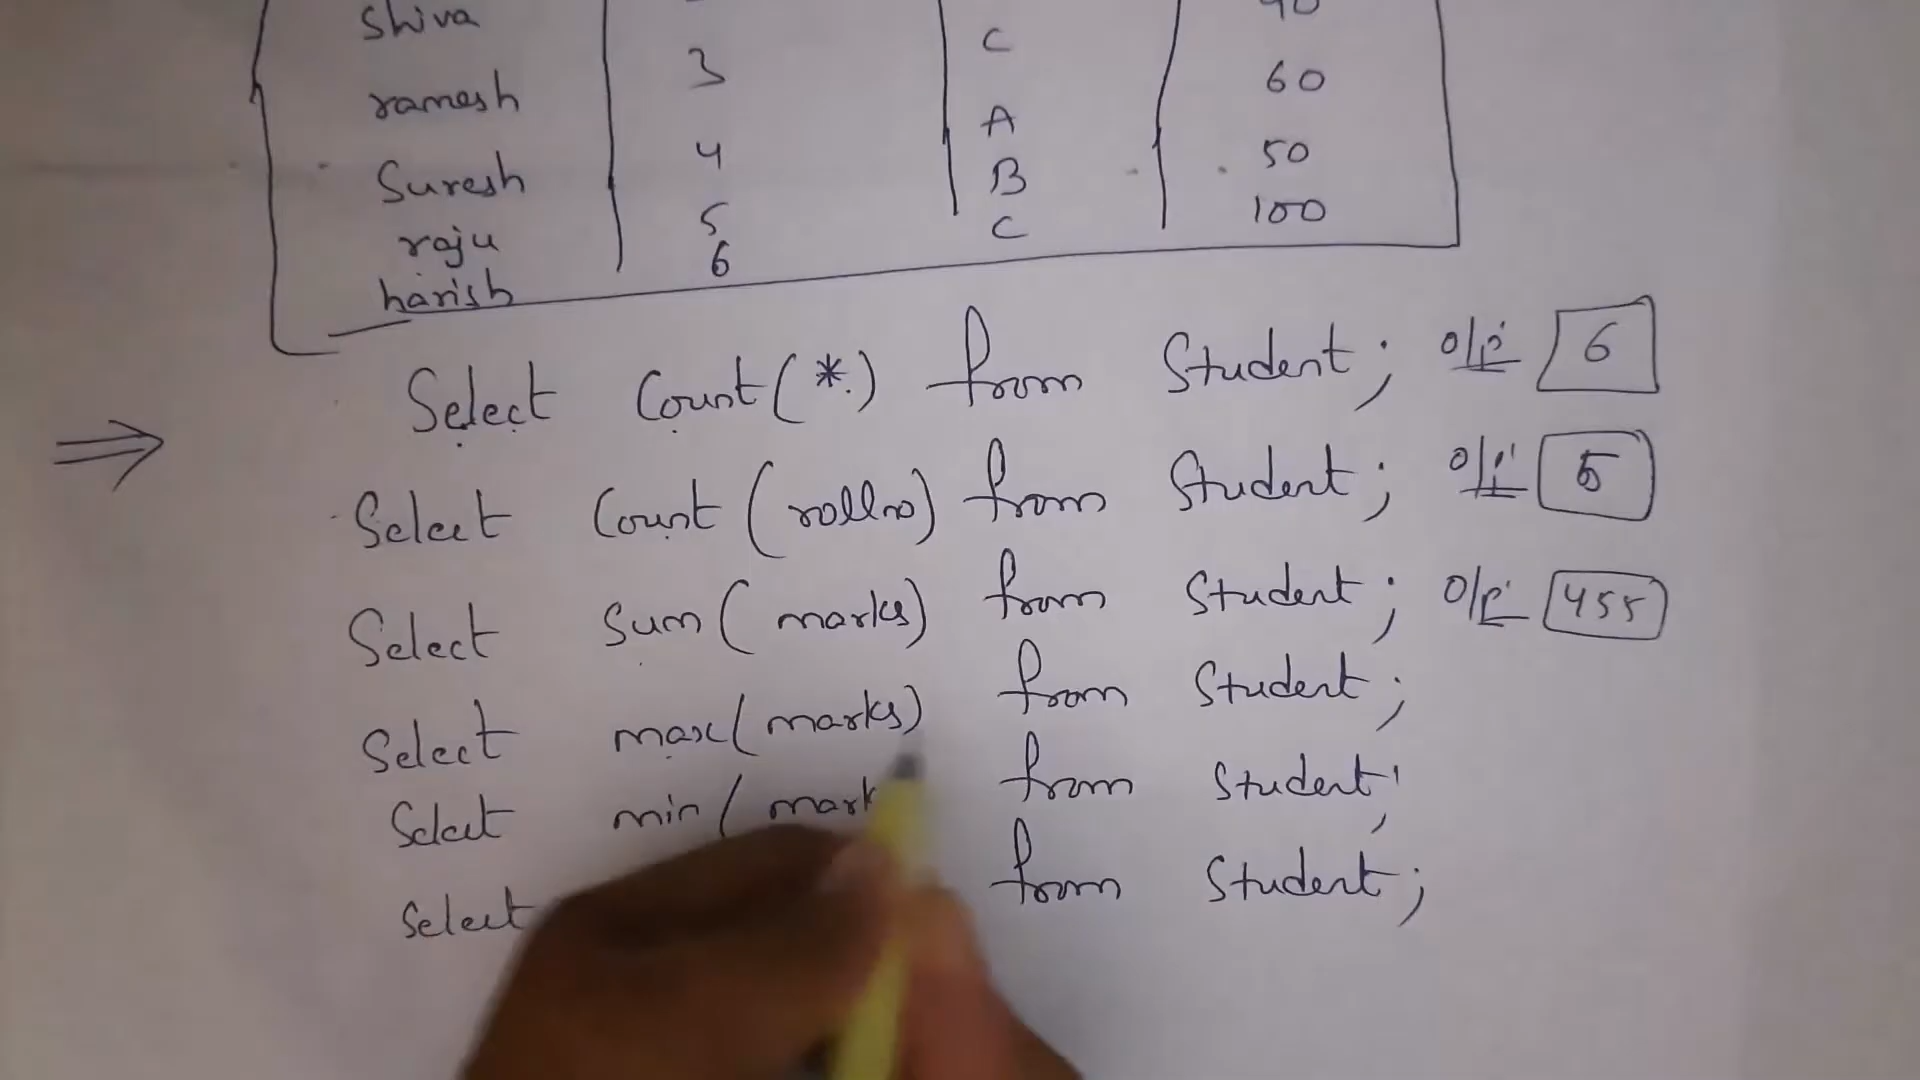 Shiva C
3 60
ramesh A
4 50
Suresh B
5 C 100
raju
6
harish
Select Count(*) from Student; o/p 6
Select Count(rollno) from Student; o/p 5
Select Sum(marks) from Student; O/p 455
Select max(marks) from Student;
Select min(mark from Student;
Select from Student;